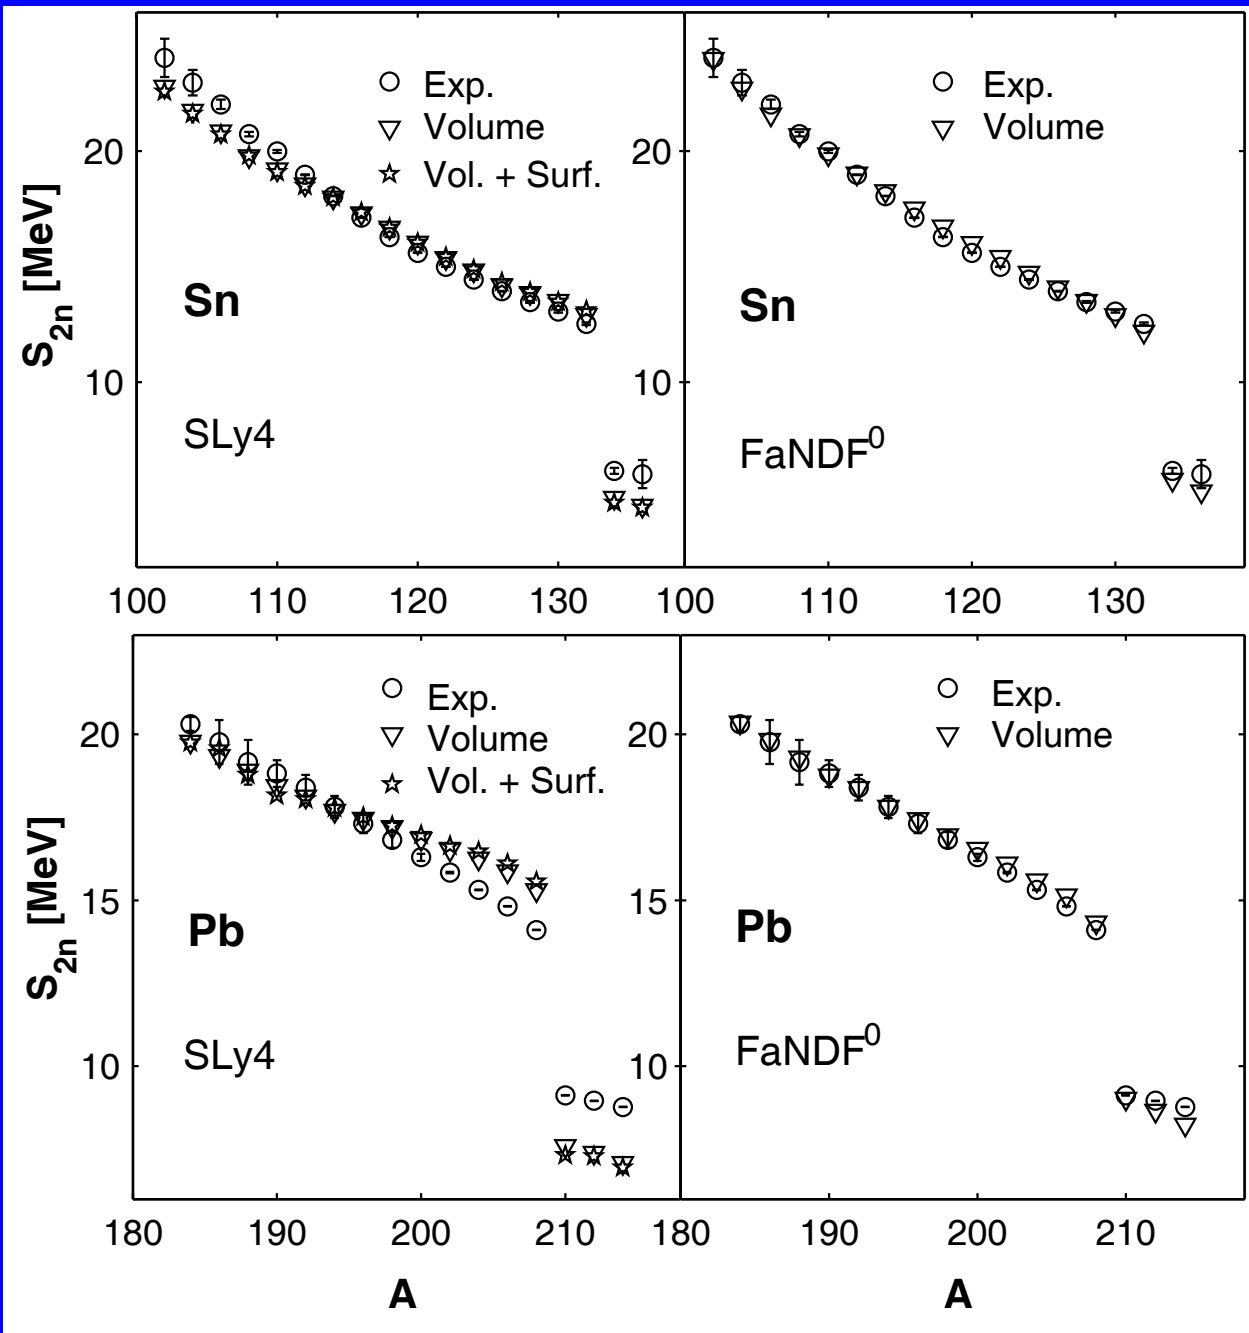 Exp.
Volume
Vol. + Surf.
Exp.
Volume
20
20
S2n [MeV]
Sn
Sn
10
10
SLy4
FaNDF0
100 110 120 130 100 110 120 130
Exp.
Volume
Vol. + Surf.
Exp.
Volume
20
20
S2n [MeV]
15
15
Pb
Pb
10
10
SLy4
FaNDF0
180 190 200 210 180 190 200 210
A
A